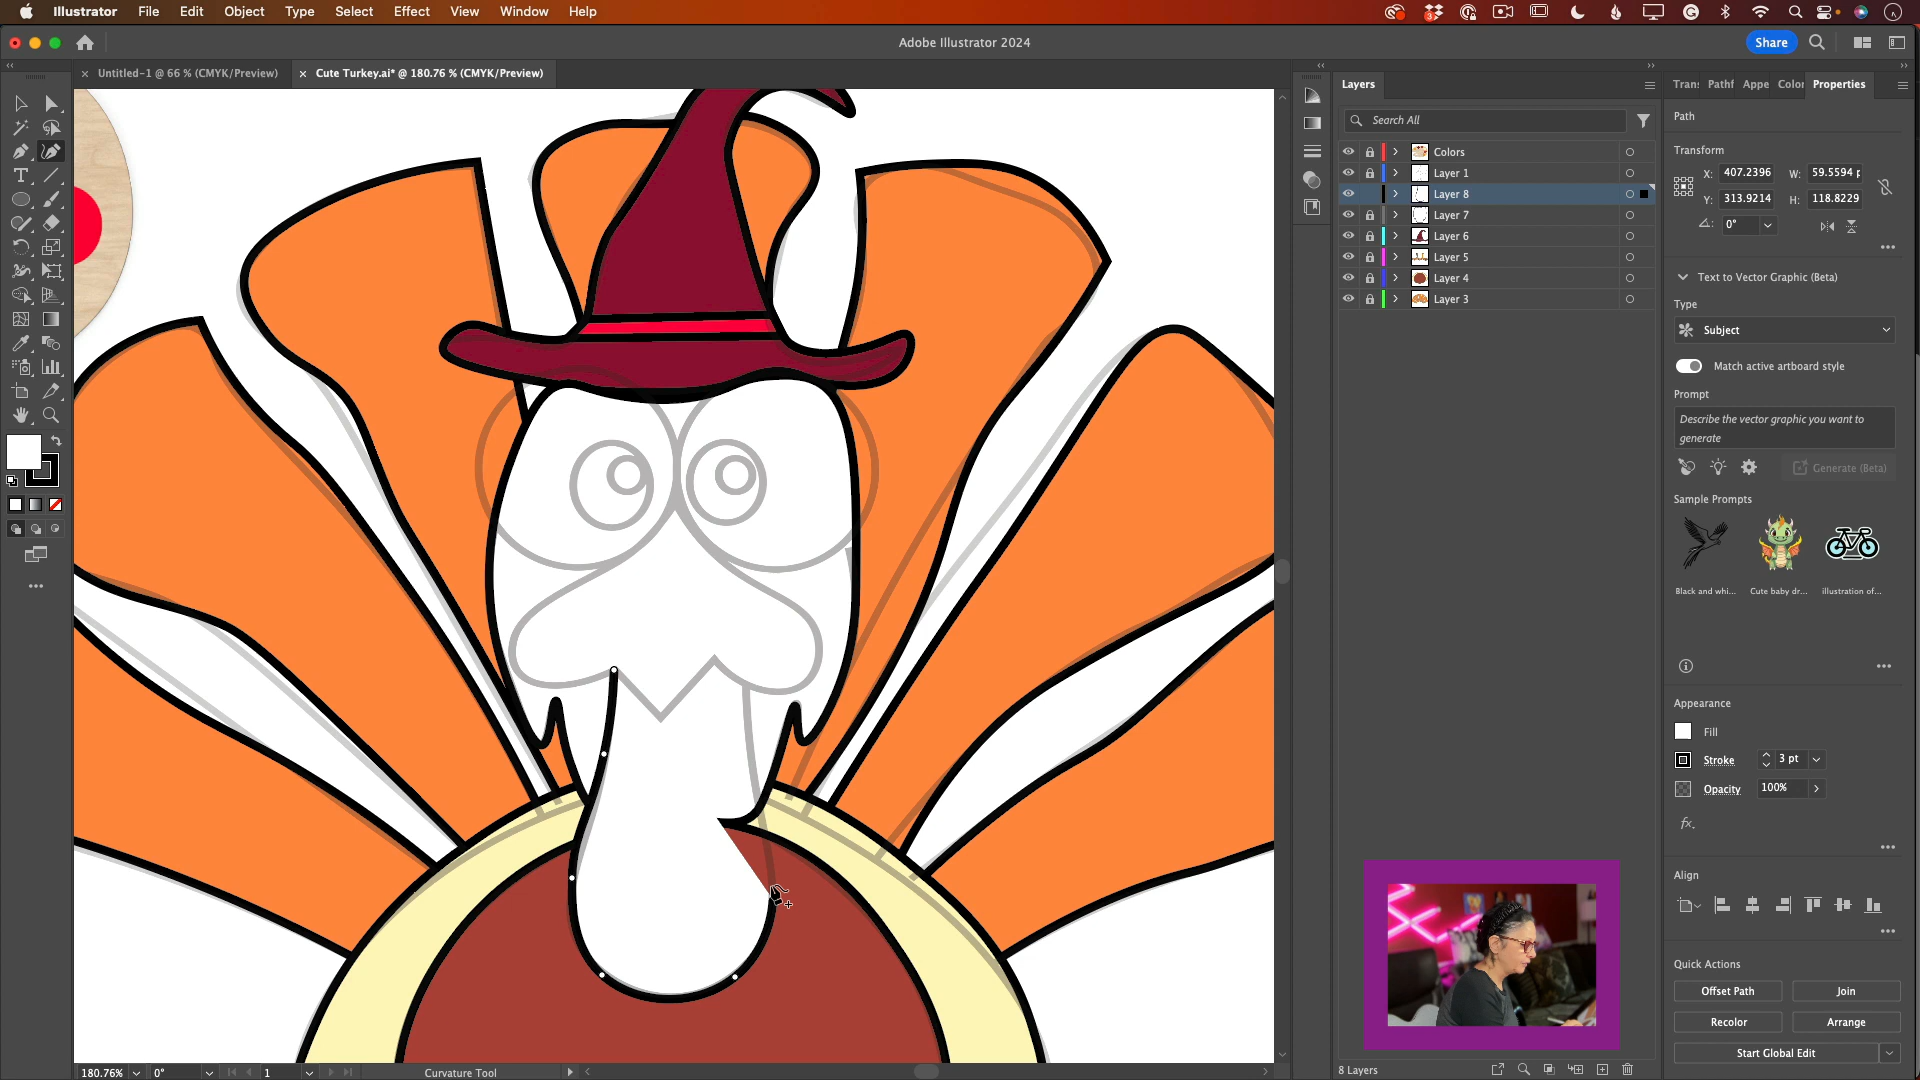 Illustrator File Edit Object Type Select Effect View Window Help
Adobe Illustrator 2024
Share
Untitled-1 @ 66 % (CMYK/Preview)
Cute Turkey.ai* @ 180.76 % (CMYK/Preview)
Layers
Search All
Colors
Layer 1
Layer 8
Layer 7
Layer 6
Layer 5
Layer 4
Layer 3
8 Layers
Trans Pathf Appe Color Properties
Path
Transform
X: 407.2396 W: 59.5594 p
Y: 313.9214 H: 118.8229
0°
Text to Vector Graphic (Beta)
Type
Subject
Match active artboard style
Prompt
Describe the vector graphic you want to
generate
Generate (Beta)
Sample Prompts
Black and whi... Cute baby dr... illustration of...
Appearance
Fill
Stroke 3 pt
Opacity 100%
fx.
Align
Quick Actions
Offset Path Join
Recolor Arrange
Start Global Edit
180.76% 0° 1 Curvature Tool